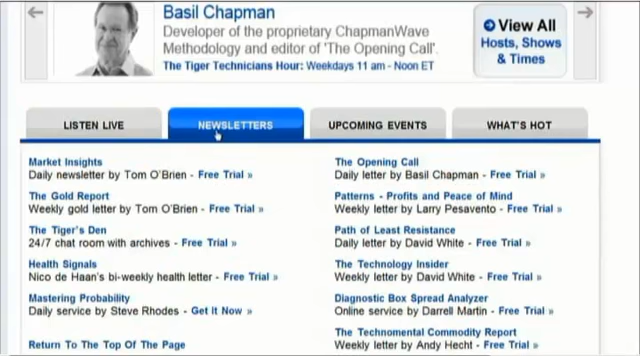 Basil Chapman
Developer of the proprietary ChapmanWave
Methodology and editor of 'The Opening Call'.
The Tiger Technicians Hour: Weekdays 11 am - Noon ET
View All
Hosts, Shows
& Times
LISTEN LIVE
NEWSLETTERS
UPCOMING EVENTS
WHAT'S HOT
Market Insights
Daily newsletter by Tom O'Brien - Free Trial »
The Gold Report
Weekly gold letter by Tom O'Brien - Free Trial »
The Tiger's Den
24/7 chat room with archives - Free Trial »
Health Signals
Nico de Haan's bi-weekly health letter - Free Trial »
Mastering Probability
Daily service by Steve Rhodes - Get It Now »
Return To The Top Of The Page
The Opening Call
Daily letter by Basil Chapman - Free Trial »
Patterns - Profits and Peace of Mind
Weekly letter by Larry Pesavento - Free Trial »
Path of Least Resistance
Daily letter by David White - Free Trial »
The Technology Insider
Weekly letter by David White - Free Trial »
Diagnostic Box Spread Analyzer
Online service by Darrell Martin - Free Trial »
The Technomental Commodity Report
Weekly letter by Andy Hecht - Free Trial »